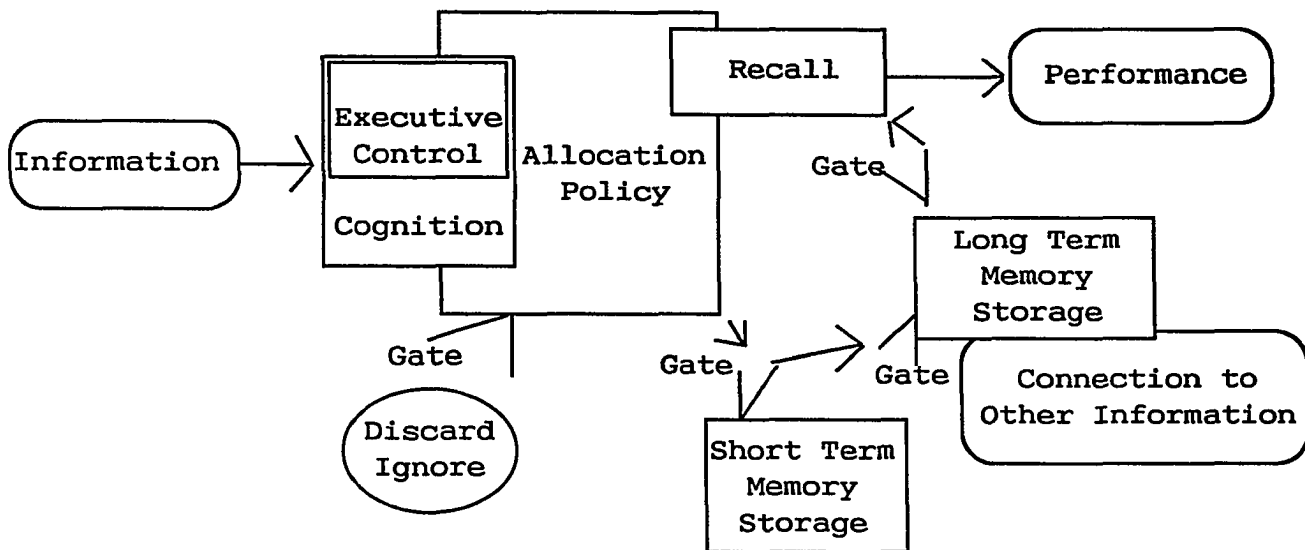 Information
Executive
Control
Cognition
Allocation
Policy
Recall
Performance
Gate
Long Term
Memory
Storage
Gate
Discard
Ignore
Gate
Short Term
Memory
Storage
Gate
Connection to
Other Information